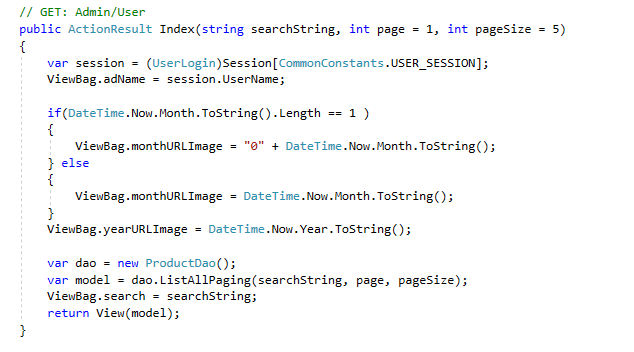 // GET: Admin/User
public ActionResult Index(string searchString, int page = 1, int pageSize = 5)
{
var session = (UserLogin)Session[CommonConstants.USER_SESSION];
ViewBag.adName = session.UserName;
if(DateTime.Now.Month.ToString().Length == 1 )
{
ViewBag.monthURLImage = "0" + DateTime.Now.Month.ToString();
} else
{
ViewBag.monthURLImage = DateTime.Now.Month.ToString();
}
ViewBag.yearURLImage = DateTime.Now.Year.ToString();
var dao = new ProductDao();
var model = dao.ListAllPaging(searchString, page, pageSize);
ViewBag.search = searchString;
return View(model);
}